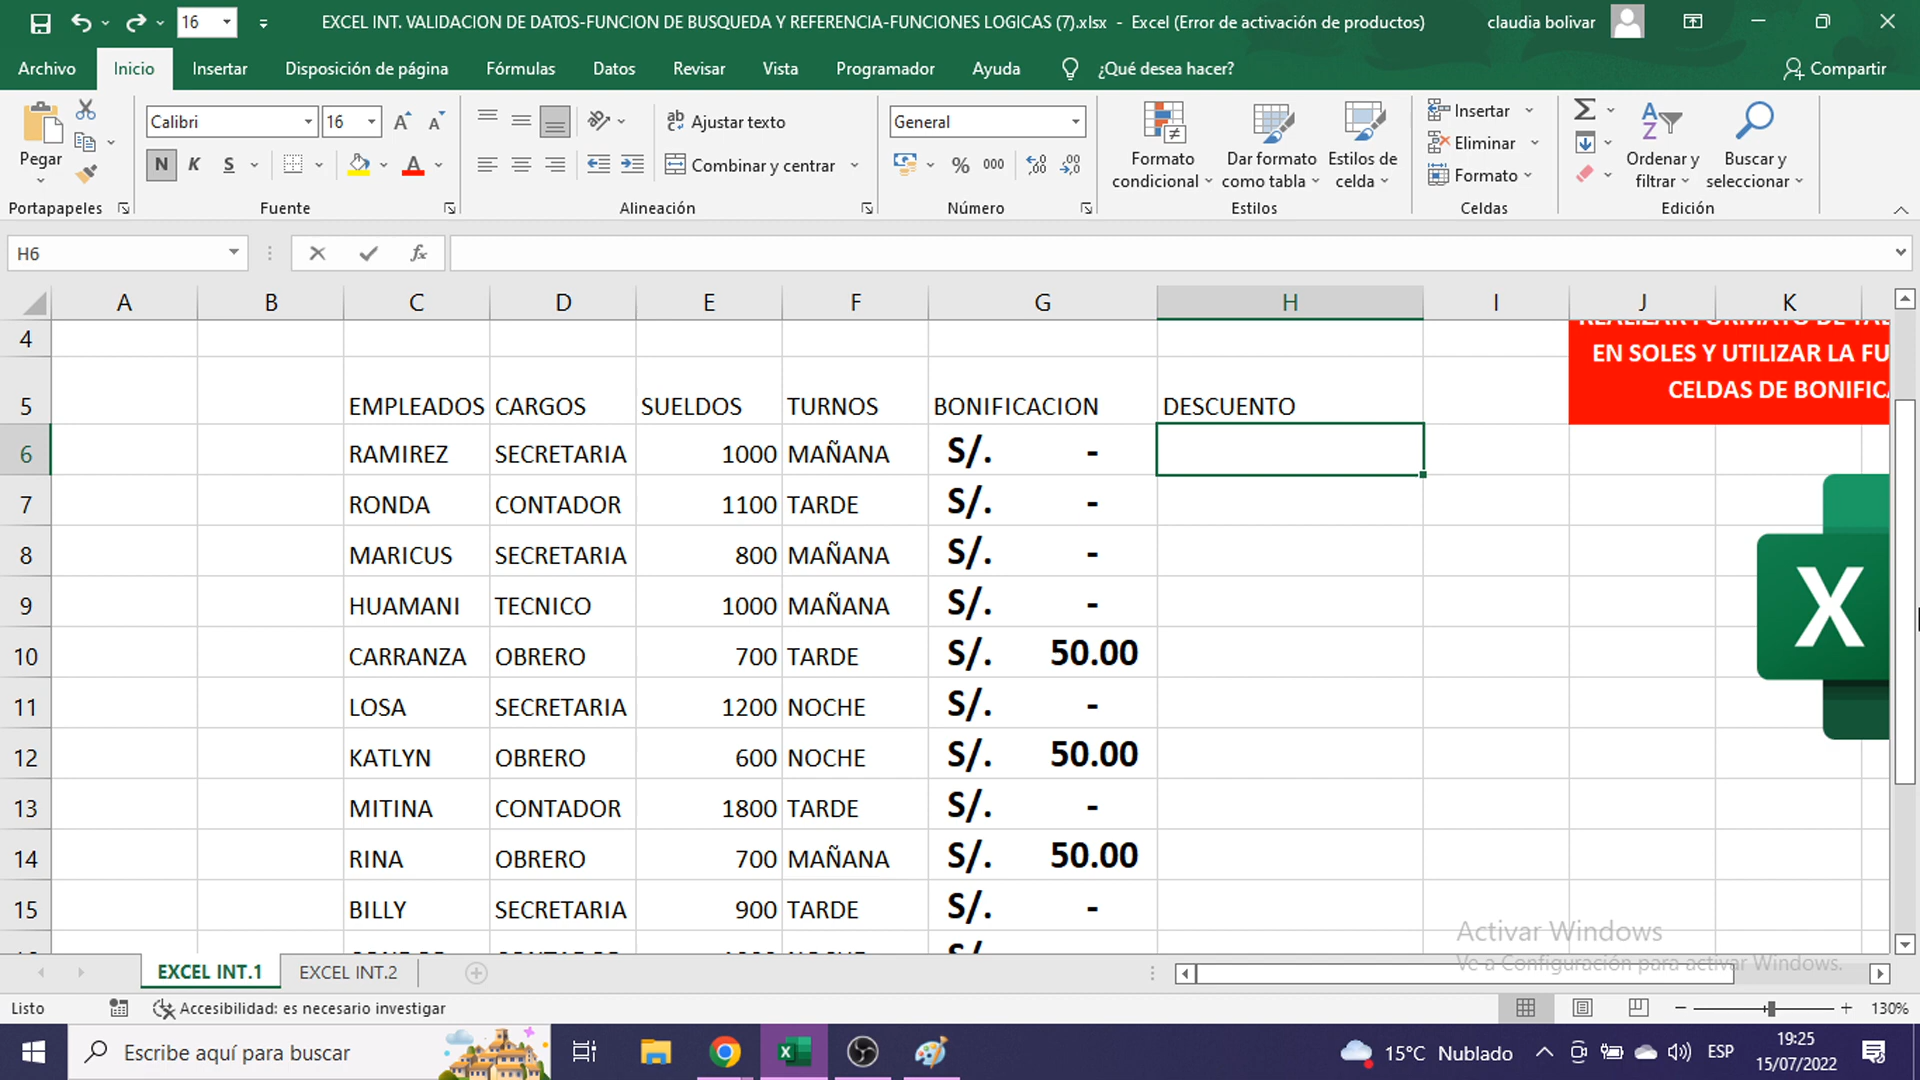 16 EXCEL INT. VALIDACION DE DATOS-FUNCION DE BUSQUEDA Y REFERENCIA-FUNCIONES LOGICAS (7).xlsx - Excel (Error de activación de productos) claudia bolivar
Archivo Inicio Insertar Disposición de página Fórmulas Datos Revisar Vista Programador Ayuda ¿Qué desea hacer? Compartir
Calibri 16 ab Ajustar texto General Insertar
Pegar N K S A Combinar y centrar % 000 Formato condicional Dar formato como tabla Estilos de celda Eliminar Formato Ordenar y filtrar Buscar y seleccionar
Portapapeles Fuente Alineación Número Estilos Celdas Edición
H6 fx
A B C D E F G H I J K
4
EN SOLES Y UTILIZAR LA FU
CELDAS DE BONIFICA
5 EMPLEADOS CARGOS SUELDOS TURNOS BONIFICACION DESCUENTO
6 RAMIREZ SECRETARIA 1000 MAÑANA S/. -
7 RONDA CONTADOR 1100 TARDE S/. -
8 MARICUS SECRETARIA 800 MAÑANA S/. -
9 HUAMANI TECNICO 1000 MAÑANA S/. -
10 CARRANZA OBRERO 700 TARDE S/. 50.00
11 LOSA SECRETARIA 1200 NOCHE S/. -
12 KATLYN OBRERO 600 NOCHE S/. 50.00
13 MITINA CONTADOR 1800 TARDE S/. -
14 RINA OBRERO 700 MAÑANA S/. 50.00
15 BILLY SECRETARIA 900 TARDE S/. -
X
Activar Windows
Ve a Configuración para activar Windows.
EXCEL INT.1 EXCEL INT.2
Listo Accesibilidad: es necesario investigar 130%
Escribe aquí para buscar 15°C Nublado ESP 19:25
15/07/2022